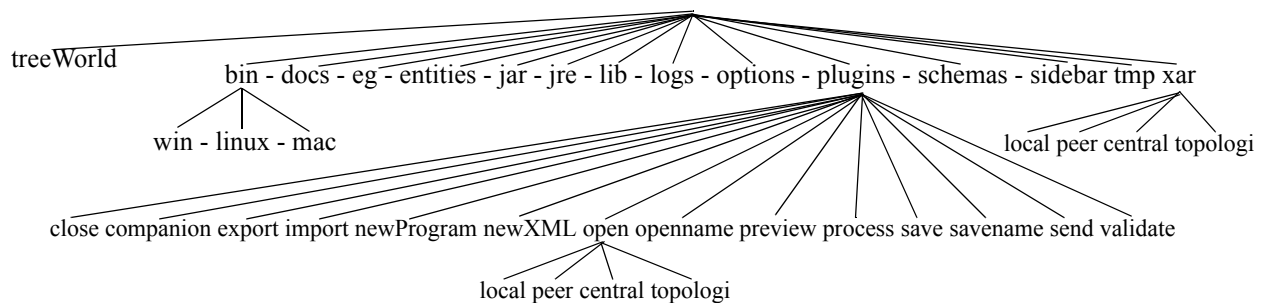 treeWorld
bin - docs - eg - entities - jar - jre - lib - logs - options - plugins - schemas - sidebar tmp xar
win - linux - mac
local peer central topologi
close companion export import newProgram newXML open openname preview process save savename send validate
local peer central topologi